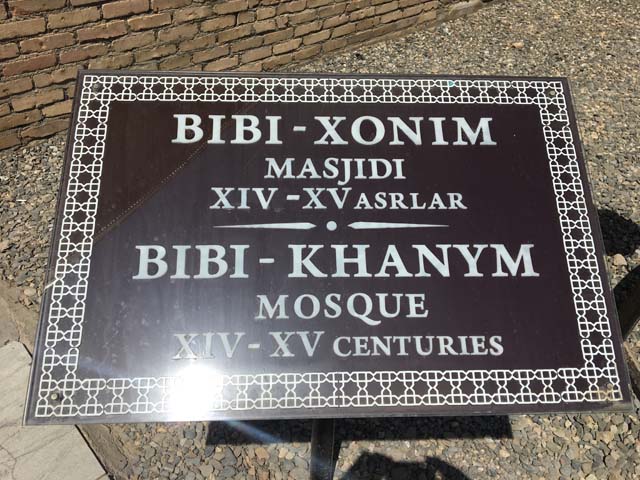 BIBI-XONIM
MASJIDI
XIV-XV ASRLAR
BIBI-KHANYM
MOSQUE
XIV-XV CENTURIES